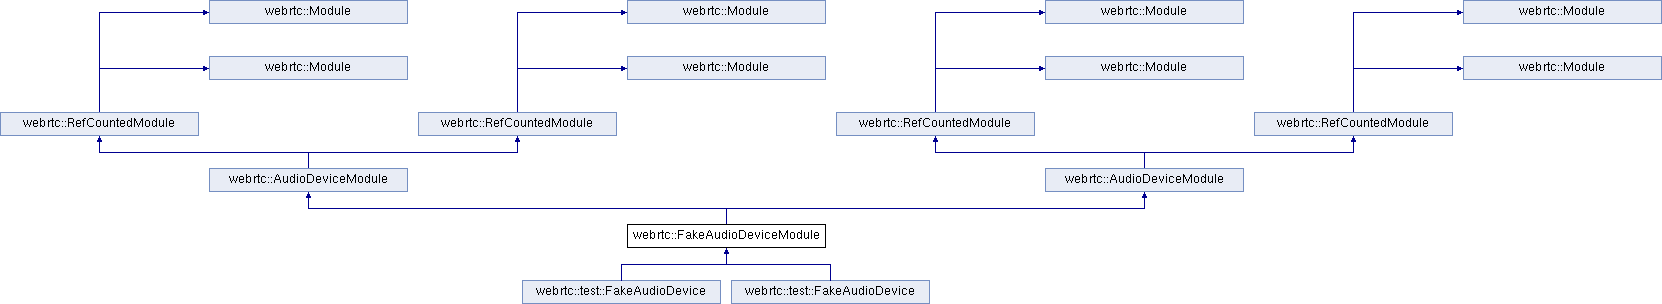 webrtc::Module
webrtc::Module
webrtc::Module
webrtc::Module
webrtc::Module
webrtc::Module
webrtc::Module
webrtc::Module
webrtc::RefCountedModule
webrtc::RefCountedModule
webrtc::RefCountedModule
webrtc::RefCountedModule
webrtc::AudioDeviceModule
webrtc::AudioDeviceModule
webrtc::FakeAudioDeviceModule
webrtc::test::FakeAudioDevice
webrtc::test::FakeAudioDevice